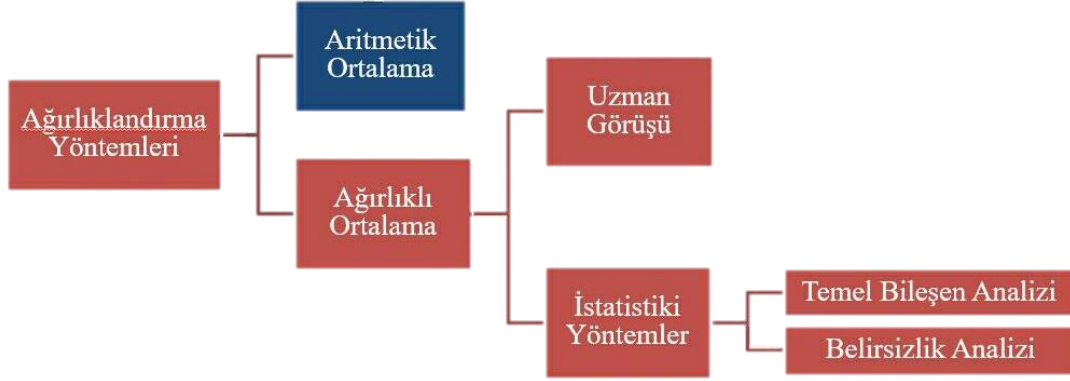 Ağırlıklandırma
Yöntemleri
Aritmetik
Ortalama
Ağırlıklı
Ortalama
Uzman
Görüşü
İstatistiki
Yöntemler
Temel Bileşen Analizi
Belirsizlik Analizi